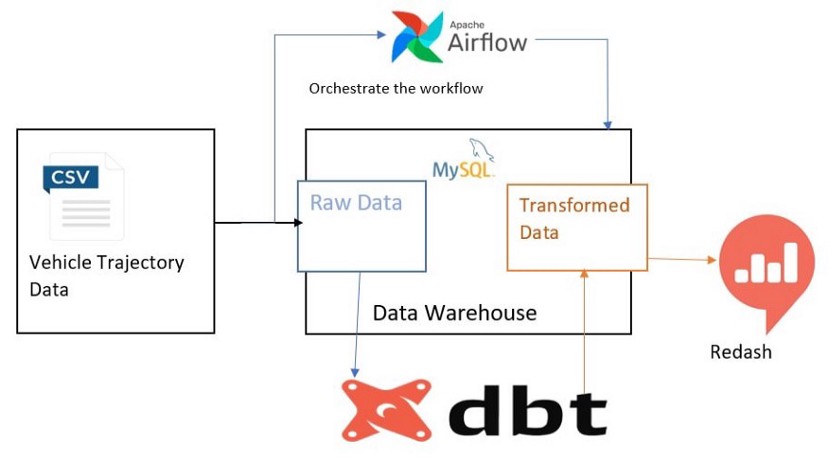 Apache
Airflow
Orchestrate the workflow
CSV
Vehicle Trajectory
Data
MySQL
Raw Data
Transformed
Data
Data Warehouse
Redash
dbt